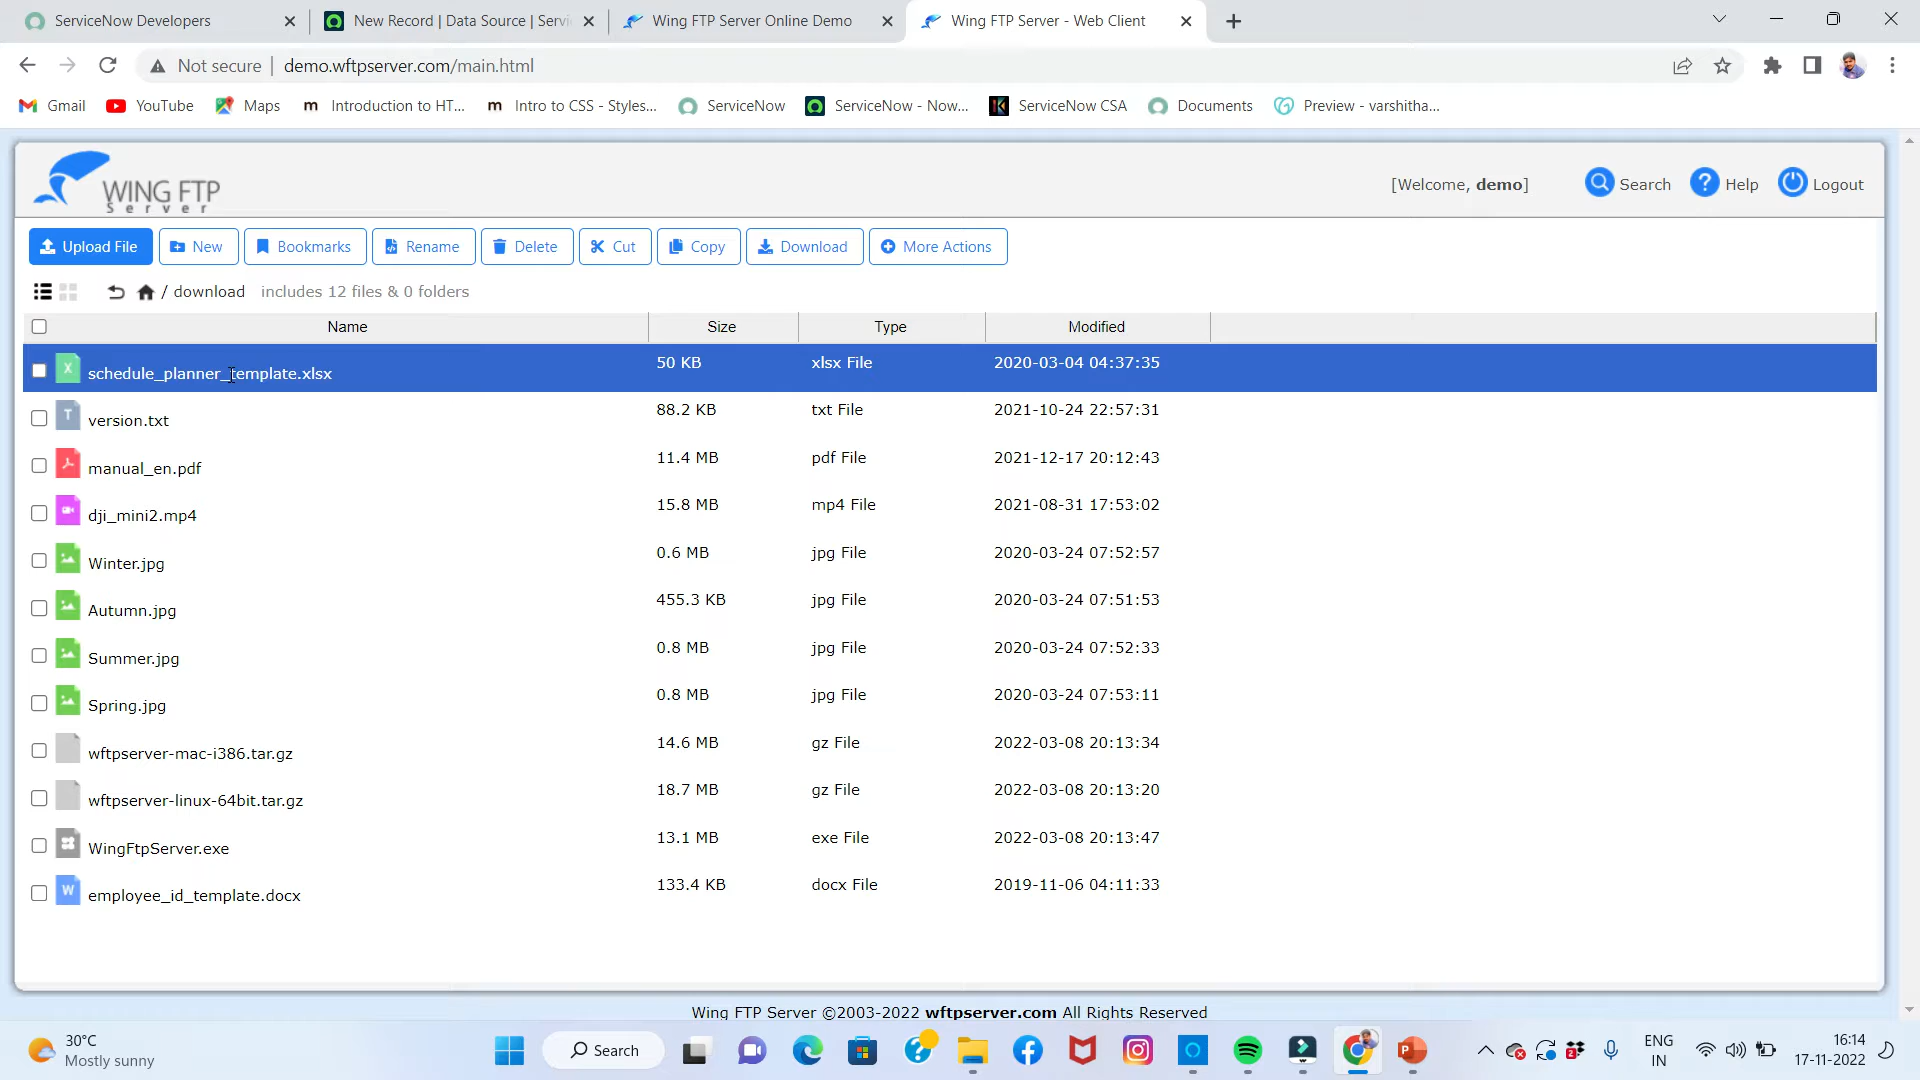 ServiceNow Developers
New Record | Data Source | Servi
Wing FTP Server Online Demo
Wing FTP Server - Web Client
Not secure
demo.wftpserver.com/main.html
Gmail
YouTube
Maps
Introduction to HT...
Intro to CSS - Styles...
ServiceNow
ServiceNow - Now...
ServiceNow CSA
Documents
Preview - varshitha...
WING FTP
Server
[Welcome, demo]
Search
Help
Logout
Upload File
New
Bookmarks
Rename
Delete
Cut
Copy
Download
More Actions
/ download includes 12 files & 0 folders
Name Size Type Modified
schedule_planner_template.xlsx 50 KB xlsx File 2020-03-04 04:37:35
version.txt 88.2 KB txt File 2021-10-24 22:57:31
manual_en.pdf 11.4 MB pdf File 2021-12-17 20:12:43
dji_mini2.mp4 15.8 MB mp4 File 2021-08-31 17:53:02
Winter.jpg 0.6 MB jpg File 2020-03-24 07:52:57
Autumn.jpg 455.3 KB jpg File 2020-03-24 07:51:53
Summer.jpg 0.8 MB jpg File 2020-03-24 07:52:33
Spring.jpg 0.8 MB jpg File 2020-03-24 07:53:11
wftpserver-mac-i386.tar.gz 14.6 MB gz File 2022-03-08 20:13:34
wftpserver-linux-64bit.tar.gz 18.7 MB gz File 2022-03-08 20:13:20
WingFtpServer.exe 13.1 MB exe File 2022-03-08 20:13:47
employee_id_template.docx 133.4 KB docx File 2019-11-06 04:11:33
Wing FTP Server ©2003-2022 wftpserver.com All Rights Reserved
30°C
Mostly sunny
Search
ENG
IN
16:14
17-11-2022